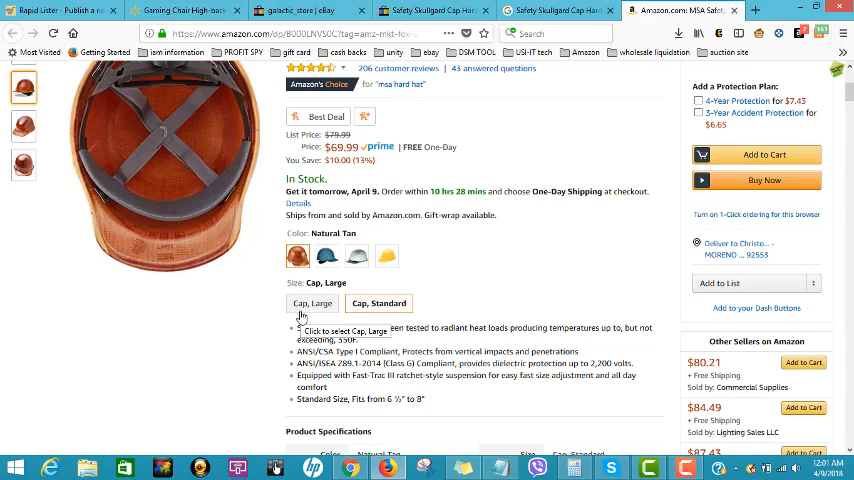 Rapid Lister - Publish a n
Gaming Chair High-back
galactic_store | eBay
Safety Skullgard Cap Hard
Safety Skullgard Cap Hard
Amazon.com: MSA Safety
https://www.amazon.com/dp/B000LNVS0C?tag=amz-mkt-fox-
Search
Most Visited
Getting Started
iam information
PROFIT SPY
gift card
cash backs
unity
ebay
DSM TOOL
USI-IT tech
Amazon
wholesale liquidation
auction site
206 customer reviews | 43 answered questions
Amazon's Choice for "msa hard hat"
Best Deal
List Price: $79.99
Price: $69.99 prime | FREE One-Day
You Save: $10.00 (13%)
In Stock.
Get it tomorrow, April 9. Order within 10 hrs 28 mins and choose One-Day Shipping at checkout.
Details
Ships from and sold by Amazon.com. Gift-wrap available.
Color: Natural Tan
Size: Cap, Large
Cap, Large Cap, Standard
Click to select Cap, Large
een tested to radiant heat loads producing temperatures up to, but not
exceeding, 350F.
ANSI/CSA Type I Compliant, Protects from vertical impacts and penetrations
ANSI/ISEA Z89.1-2014 (Class G) Compliant, provides dielectric protection up to 2,200 volts.
Equipped with Fast-Trac III ratchet-style suspension for easy fast size adjustment and all day
comfort
Standard Size, Fits from 6 ½" to 8"
Product Specifications
Color Natural Tan Size Cap, Standard
Add a Protection Plan:
4-Year Protection for $7.43
3-Year Accident Protection for
$6.65
Add to Cart
Buy Now
Turn on 1-Click ordering for this browser
Deliver to Christo... -
MORENO ... 92553
Add to List
Add to your Dash Buttons
Other Sellers on Amazon
$80.21 Add to Cart
+ Free Shipping
Sold by: Commercial Supplies
$84.49 Add to Cart
+ Free Shipping
Sold by: Lighting Sales LLC
$87.43 Add to Cart
12:01 AM
4/9/2018